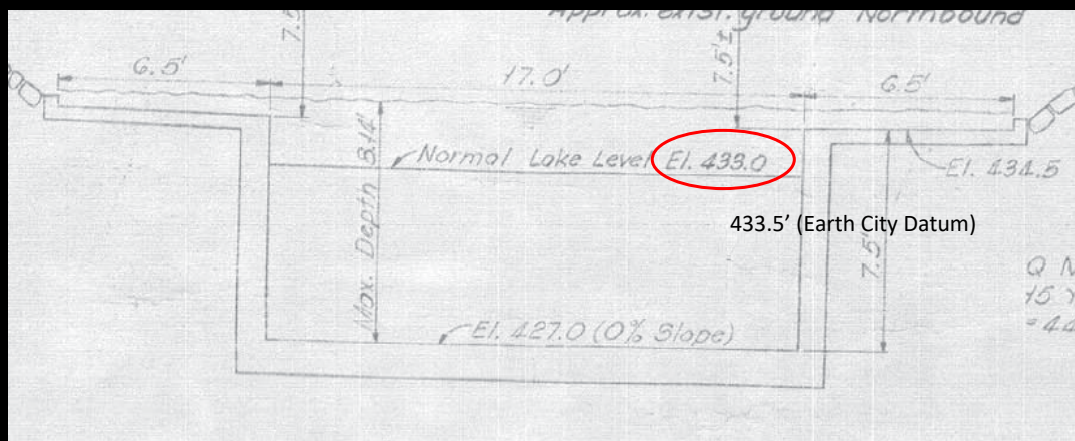 Approx. exist. ground Northbound
7.5
7.5'±
6.5'
17.0'
6.5'
Max. Depth 8.14'
Normal Lake Level El. 433.0
El. 434.5
433.5’ (Earth City Datum)
7.5'
Q
El. 427.0 (0% Slope)